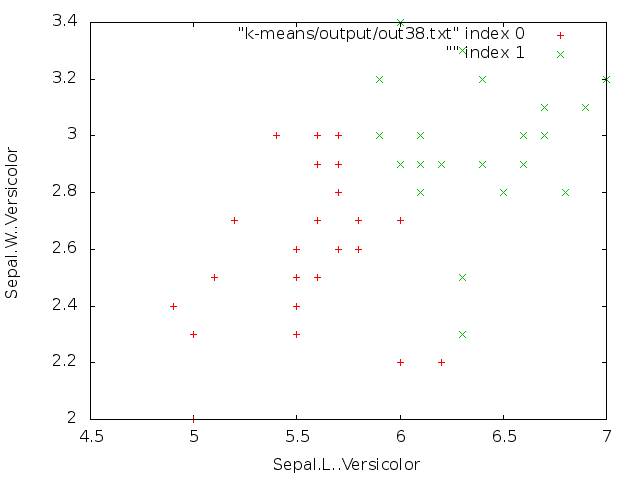 3.4
"k-means/output/out38.txt" index 0
"" index 1
3.2
3
2.8
2.6
2.4
2.2
2
Sepal.W..Versicolor
4.5 5 5.5 6 6.5 7
Sepal.L..Versicolor